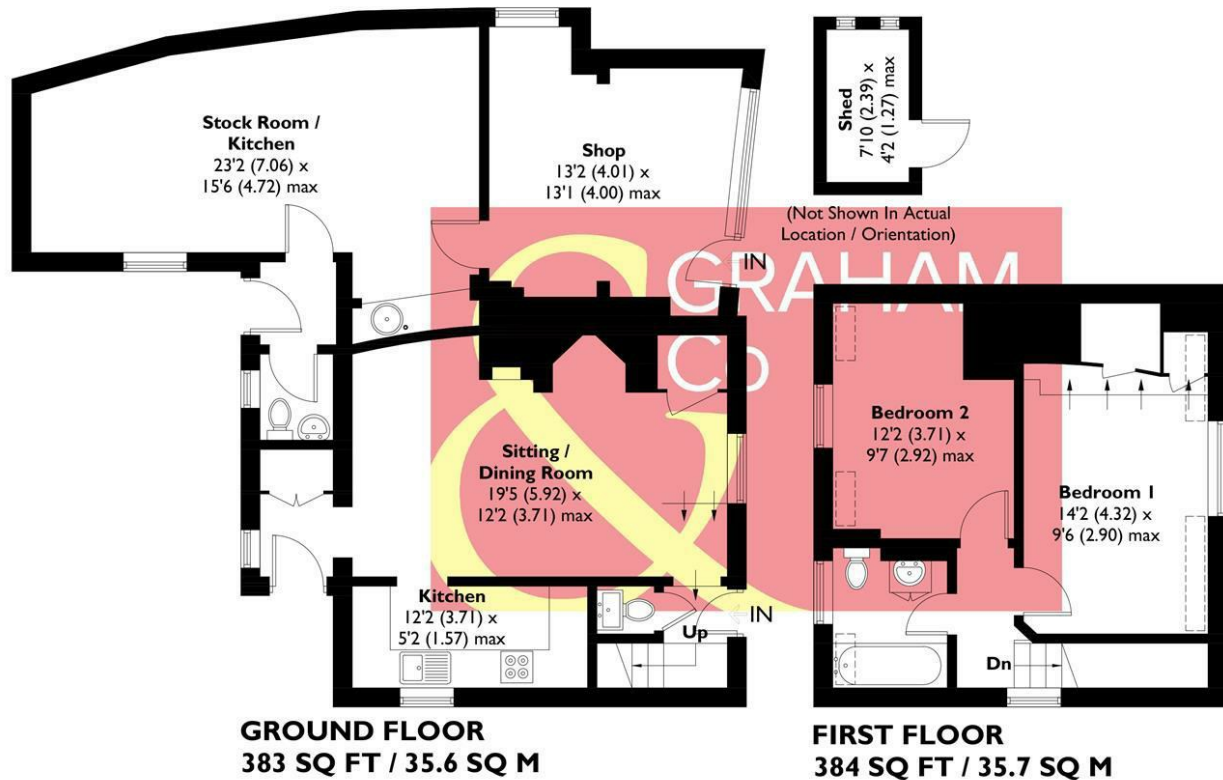 Stock Room /
Kitchen
23'2 (7.06) x
15'6 (4.72) max
Shop
13'2 (4.01) x
13'1 (4.00) max
Shed
7'10 (2.39) x
4'2 (1.27) max
(Not Shown In Actual
Location / Orientation)
IN
GRAHAM
&
Co
Sitting /
Dining Room
19'5 (5.92) x
12'2 (3.71) max
Bedroom 2
12'2 (3.71) x
9'7 (2.92) max
Bedroom 1
14'2 (4.32) x
9'6 (2.90) max
Kitchen
12'2 (3.71) x
5'2 (1.57) max
IN
Up
Dn
GROUND FLOOR
383 SQ FT / 35.6 SQ M
FIRST FLOOR
384 SQ FT / 35.7 SQ M